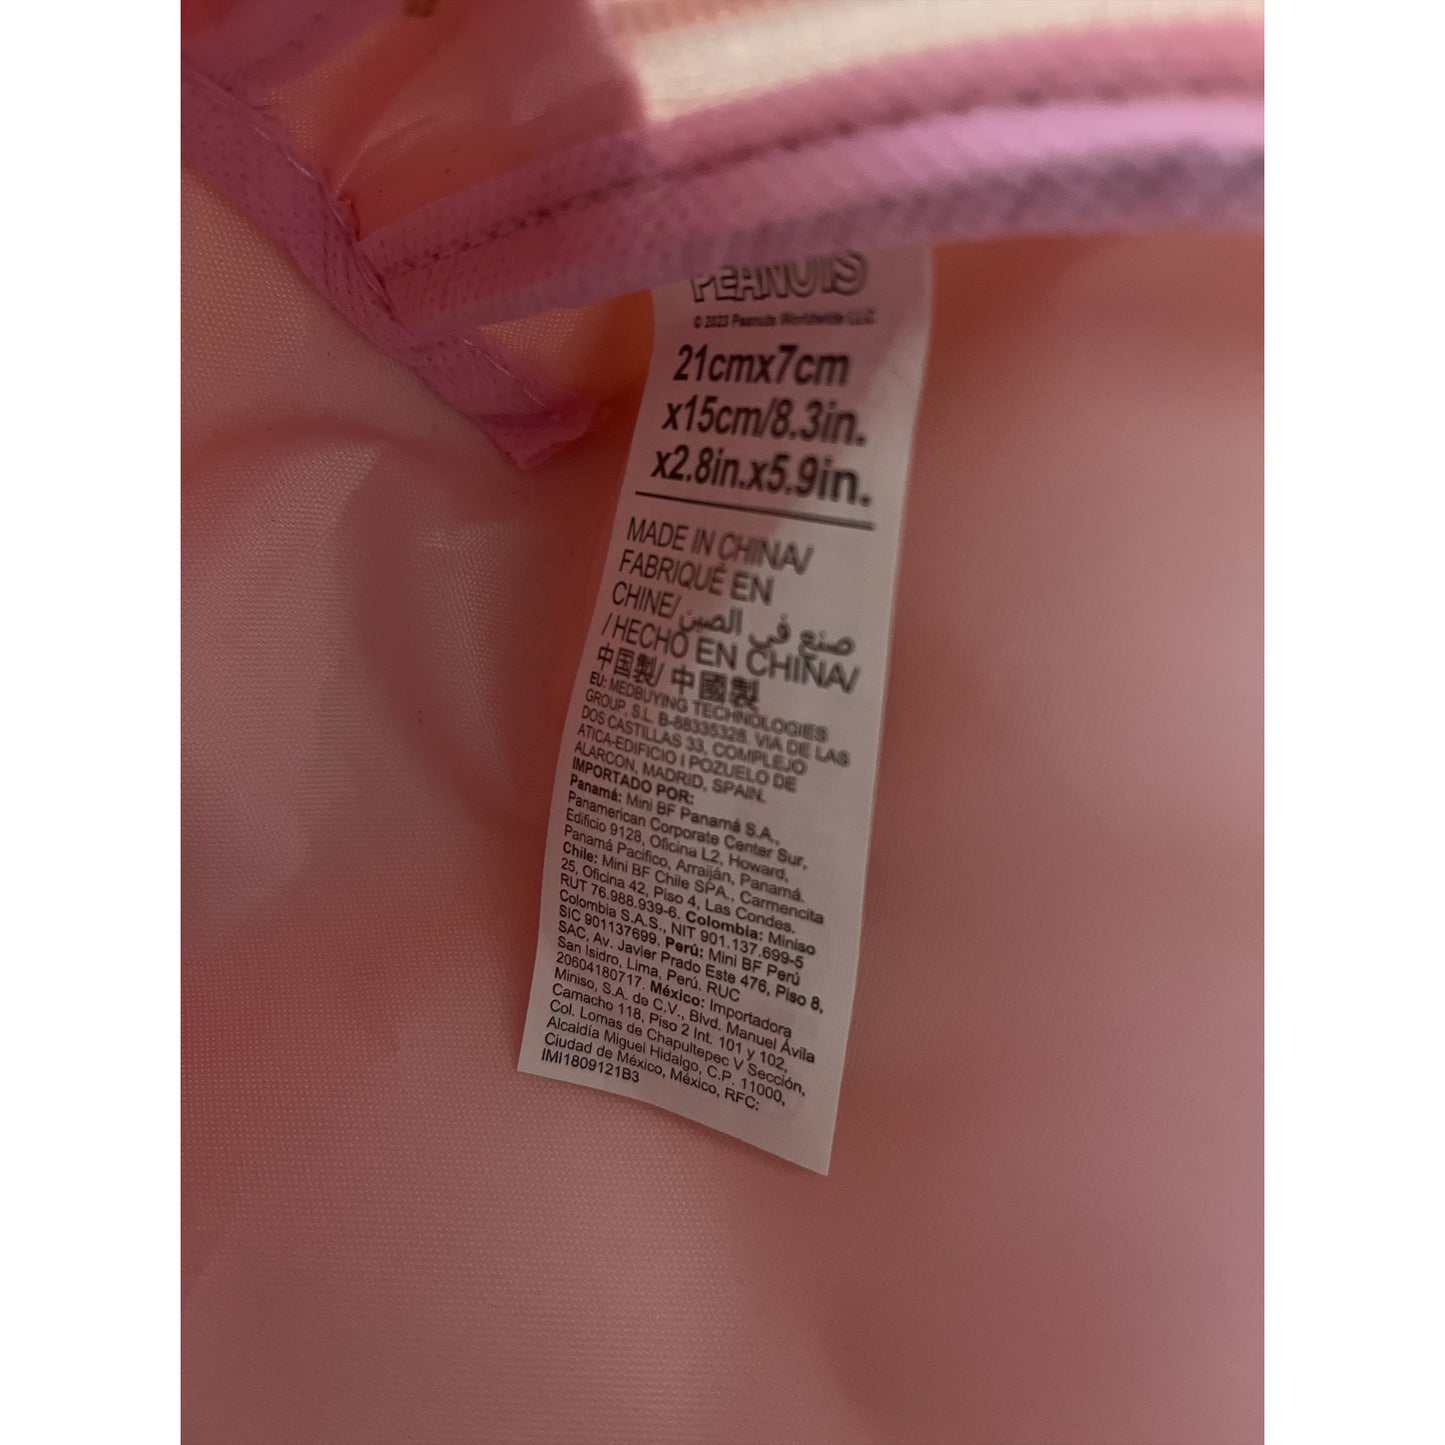 PEANUTS
© 2023 Peanuts Worldwide LLC
21cmx7cm
x15cm/8.3in.
x2.8in.x5.9in.
MADE IN CHINA/
FABRIQUÉ EN
CHINE/صنع في الصين
/HECHO EN CHINA/
中国製/ 中國製
EU: MEDBUYING TECHNOLOGIES
GROUP, S.L. B-88335328. VIA DE LAS
DOS CASTILLAS 33, COMPLEJO
ATICA-EDIFICIO I POZUELO DE
ALARCON, MADRID, SPAIN.
IMPORTADO POR:
Panamá: Mini BF Panamá S.A.,
Panamerican Corporate Center Sur,
Edificio 9128, Oficina L2, Howard,
Panamá Pacifico, Arraiján, Panamá.
Chile: Mini BF Chile SPA., Carmencita
25, Oficina 42, Piso 4, Las Condes.
RUT 76.988.939-6. Colombia: Miniso
Colombia S.A.S., NIT 901.137.699-5
SIC 901137699. Perú: Mini BF Perú
SAC, Av. Javier Prado Este 476, Piso 8,
San Isidro, Lima, Perú. RUC
20604180717. México: Importadora
Miniso, S.A. de C.V., Blvd. Manuel Ávila
Camacho 118, Piso 2 Int. 101 y 102,
Col. Lomas de Chapultepec V Sección,
Alcaldía Miguel Hidalgo, C.P. 11000,
Ciudad de México, México, RFC:
IMI1809121B3